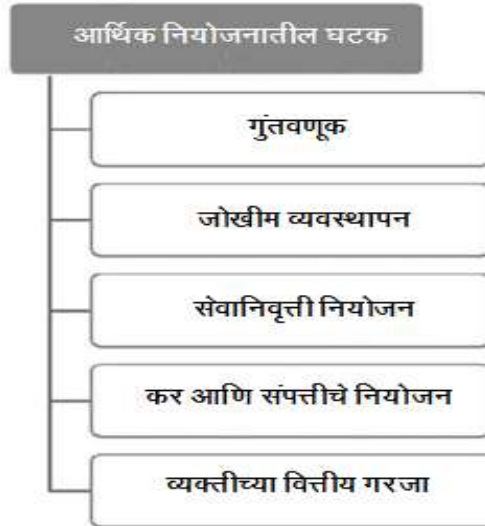 आर्थिक नियोजनातील घटक
गुंतवणूक
जोखीम व्यवस्थापन
सेवानिवृत्ती नियोजन
कर आणि संपत्तीचे नियोजन
व्यक्तीच्या वित्तीय गरजा